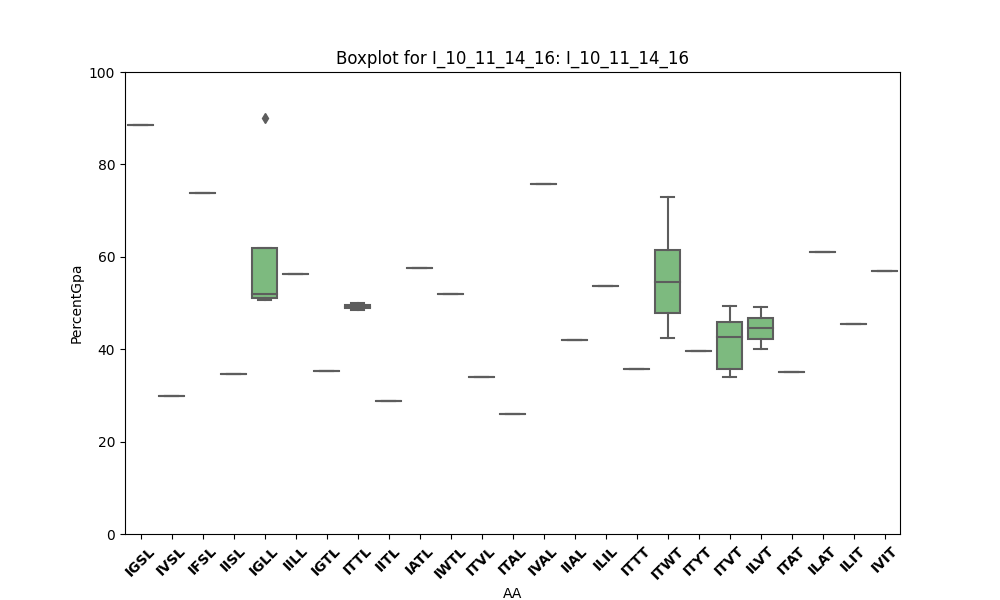 Boxplot for I_10_11_14_16: I_10_11_14_16
100
80
60
40
20
0
PercentGpa
IGSL IVSL IFSL IISL IGLL IILL IGTL ITTL IITL IATL IWTL ITVL ITAL IVAL IIAL ILIL ITTT ITWT ITYT ITVT ILVT ITAT ILAT ILIT IVIT
AA